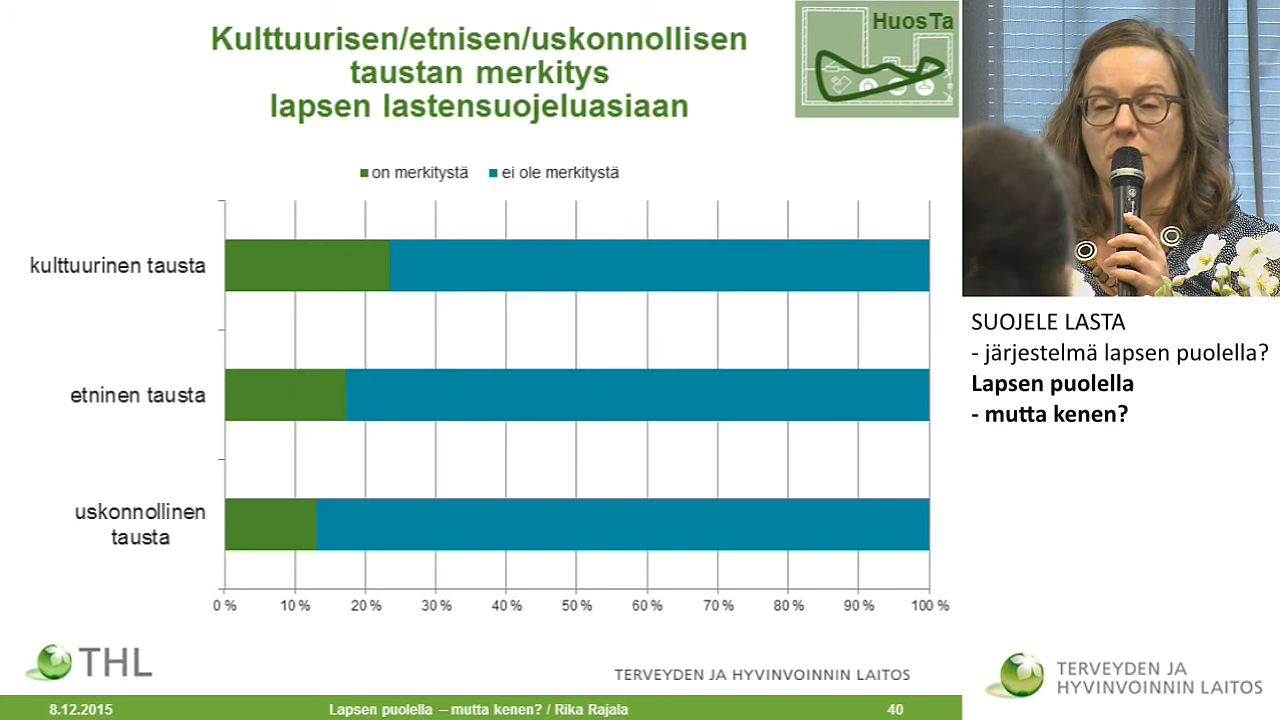 Kulttuurisen/etnisen/uskonnollisen
taustan merkitys
lapsen lastensuojeluasiaan
HuosTa
on merkitystä
ei ole merkitystä
kulttuurinen tausta
etninen tausta
uskonnollinen
tausta
0 % 10 % 20 % 30 % 40 % 50 % 60 % 70 % 80 % 90 % 100 %
THL
TERVEYDEN JA HYVINVOINNIN LAITOS
8.12.2015
Lapsen puolella – mutta kenen? / Rika Rajala
40
SUOJELE LASTA
- järjestelmä lapsen puolella?
Lapsen puolella
- mutta kenen?
TERVEYDEN JA
HYVINVOINNIN LAITOS